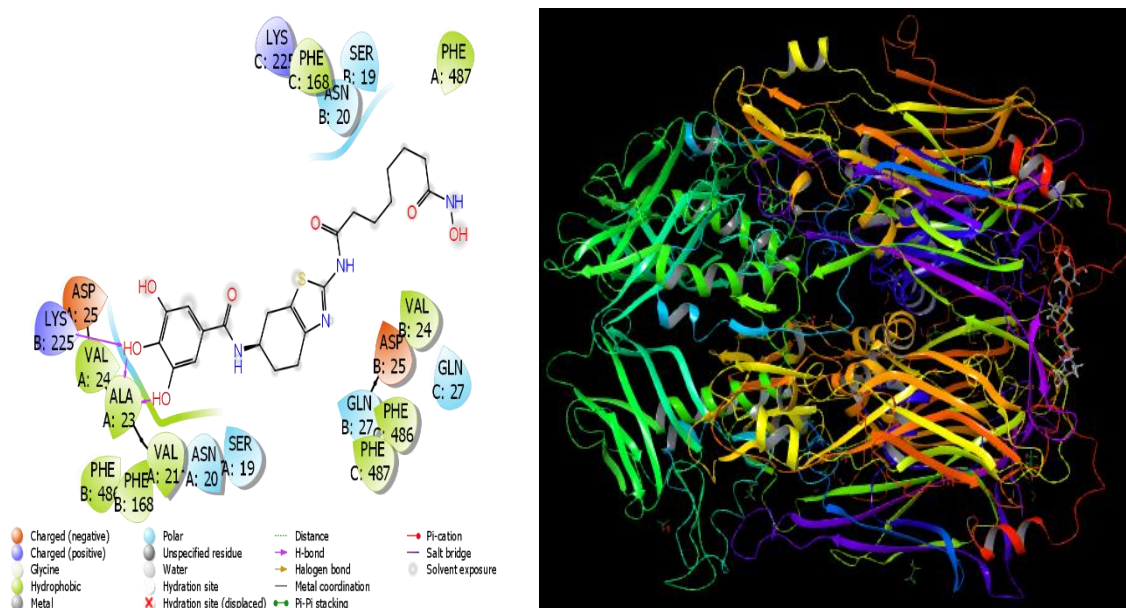 LYS
C: 225
PHE
C: 168
SER
B: 19
ASN
B: 20
PHE
A: 487
O
NH
OH
O
NH
S
N
HO
O
HO
HO
NH
ASP
A: 25
LYS
B: 225
VAL
A: 24
ALA
A: 23
VAL
A: 21
ASN
A: 20
SER
A: 19
PHE
B: 486
PHE
B: 168
VAL
B: 24
ASP
B: 25
GLN
C: 27
GLN
B: 27
PHE
486
PHE
C: 487
Charged (negative)
Charged (positive)
Glycine
Hydrophobic
Metal
Polar
Unspecified residue
Water
Hydration site
Hydration site (displaced)
Distance
H-bond
Halogen bond
Metal coordination
Pi-Pi stacking
Pi-cation
Salt bridge
Solvent exposure